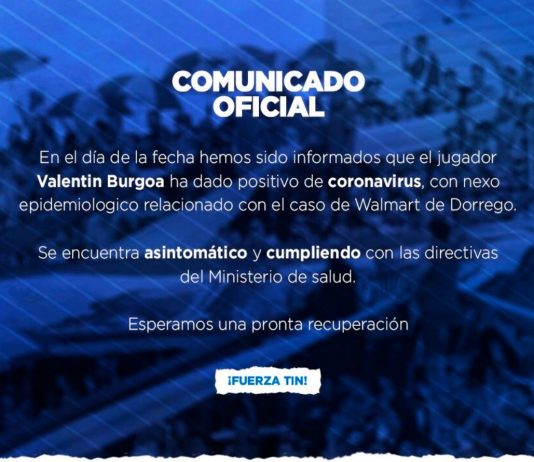 COMUNICADO
OFICIAL
En el día de la fecha hemos sido informados que el jugador
Valentin Burgoa ha dado positivo de coronavirus, con nexo
epidemiologico relacionado con el caso de Walmart de Dorrego.
Se encuentra asintomático y cumpliendo con las directivas
del Ministerio de salud.
Esperamos una pronta recuperación
¡FUERZA TIN!